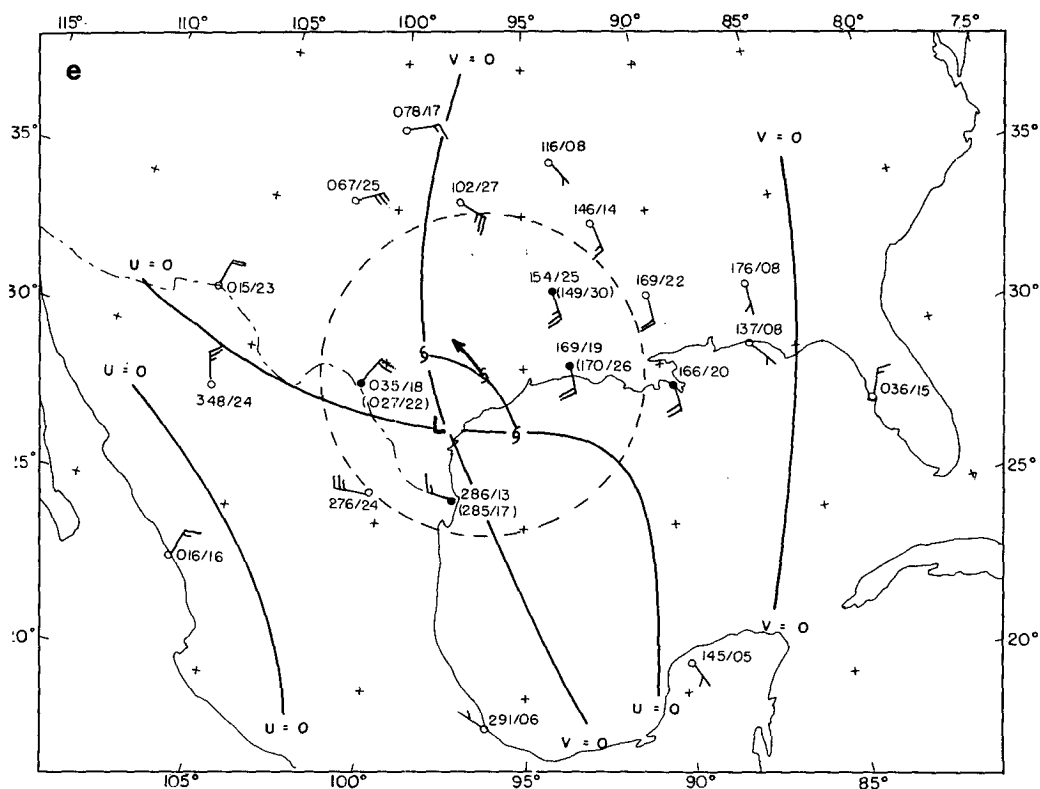 115° 110° 105° 100° 95° 90° 85° 80° 75°
e
V = 0
078/17
35° 35°
V = 0
116/08
067/25
102/27
146/14
U = 0
154/25
(149/30)
169/22
176/08
30° 30°
015/23
137/08
169/19
(170/26)
U = 0
035/18
(027/22)
166/20
348/24
036/15
L
25° 25°
276/24
286/13
(285/17)
016/16
V = 0
20° 20°
145/05
U = 0
291/06
U = 0
V = 0
105° 100° 95° 90° 85°